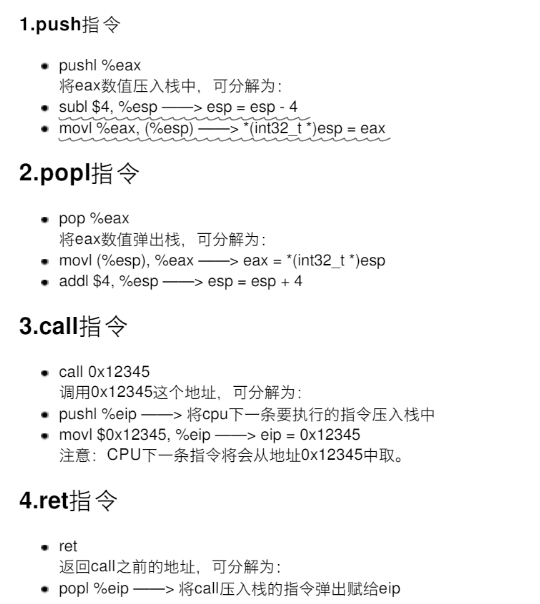 1.push指令
pushl %eax
将eax数值压入栈中，可分解为：
subl $4, %esp ——> esp = esp - 4
movl %eax, (%esp) ——> *(int32_t *)esp = eax
2.popl指令
pop %eax
将eax数值弹出栈，可分解为：
movl (%esp), %eax ——> eax = *(int32_t *)esp
addl $4, %esp ——> esp = esp + 4
3.call指令
call 0x12345
调用0x12345这个地址，可分解为：
pushl %eip ——> 将cpu下一条要执行的指令压入栈中
movl $0x12345, %eip ——> eip = 0x12345
注意：CPU下一条指令将会从地址0x12345中取。
4.ret指令
ret
返回call之前的地址，可分解为：
popl %eip ——> 将call压入栈的指令弹出赋给eip